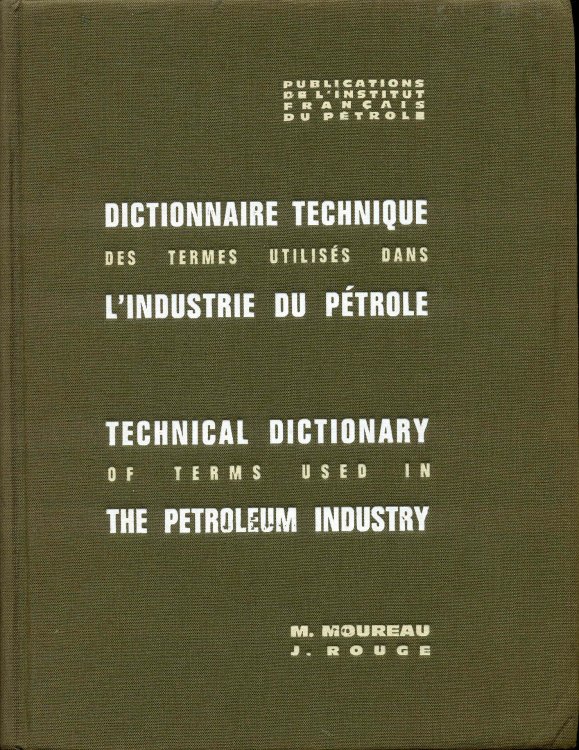 PUBLICATIONS
DE L'INSTITUT
FRANÇAIS
DU PÉTROLE
DICTIONNAIRE TECHNIQUE
DES TERMES UTILISÉS DANS
L'INDUSTRIE DU PÉTROLE
TECHNICAL DICTIONARY
OF TERMS USED IN
THE PETROLEUM INDUSTRY
M. MOUREAU
J. ROUGE